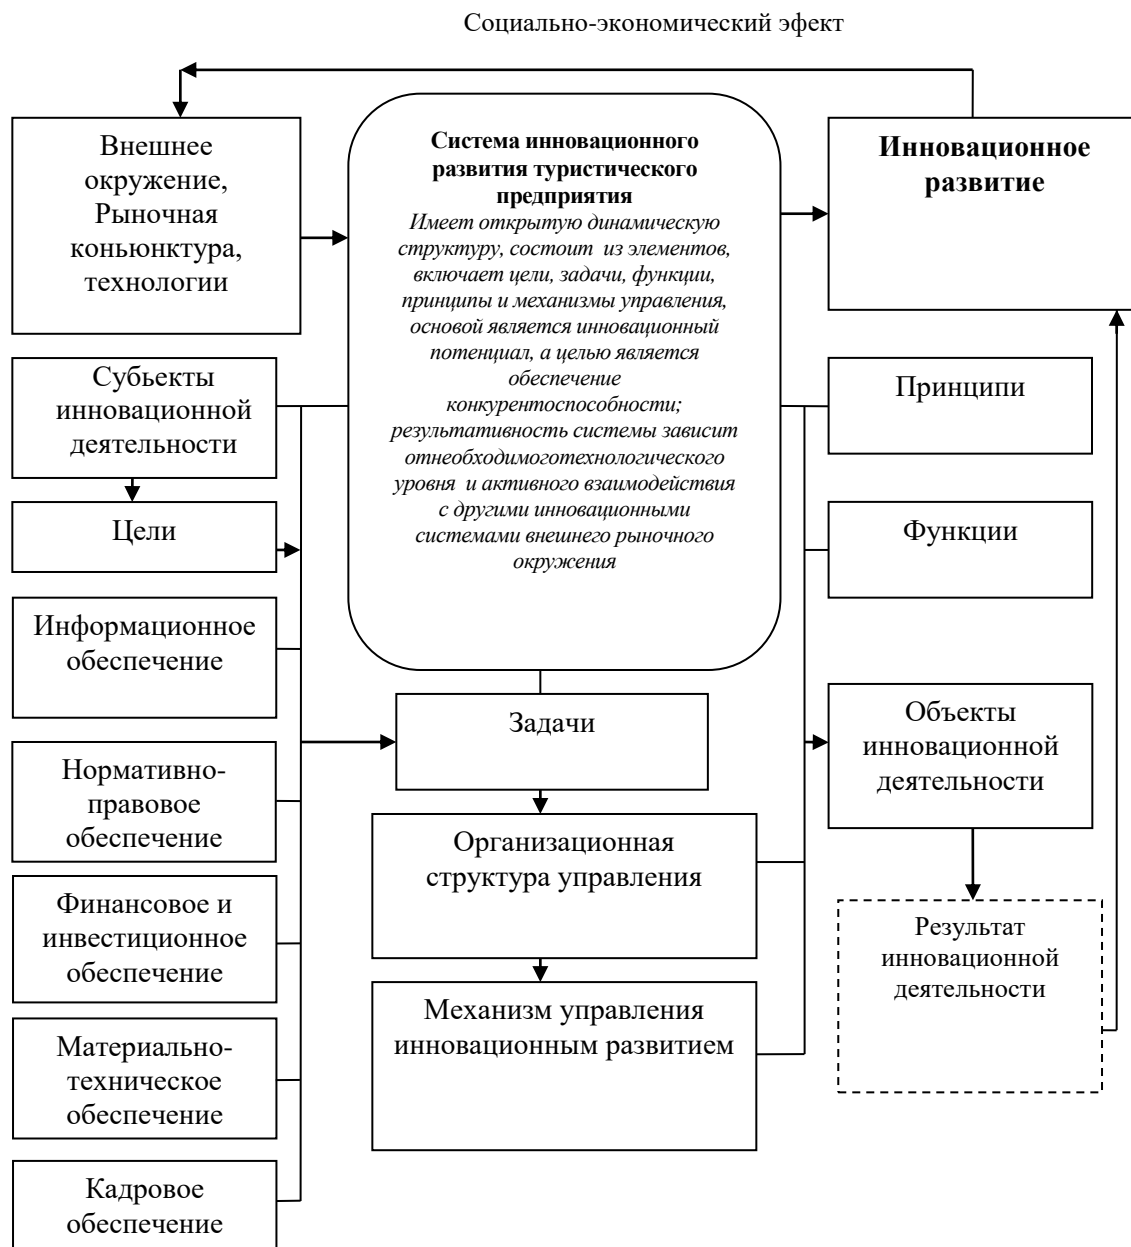 Социально-экономический эфект
Внешнее
окружение,
Рыночная
коньюнктура,
технологии
Система инновационного
развития туристического
предприятия
Имеет открытую динамическую
структуру, состоит из элементов,
включает цели, задачи, функции,
принципы и механизмы управления,
основой является инновационный
потенциал, а целью является
обеспечение
конкурентоспособности;
результативность системы зависит
отнеобходимоготехнологического
уровня и активного взаимодействия
с другими инновационными
системами внешнего рыночного
окружения
Инновационное
развитие
Субьекты
инновационной
деятельности
Цели
Информационное
обеспечение
Нормативно-
правовое
обеспечение
Финансовое и
инвестиционное
обеспечение
Материально-
техническое
обеспечение
Кадровое
обеспечение
Задачи
Организационная
структура управления
Механизм управления
инновационным развитием
Принципи
Функции
Объекты
инновационной
деятельности
Результат
инновационной
деятельности